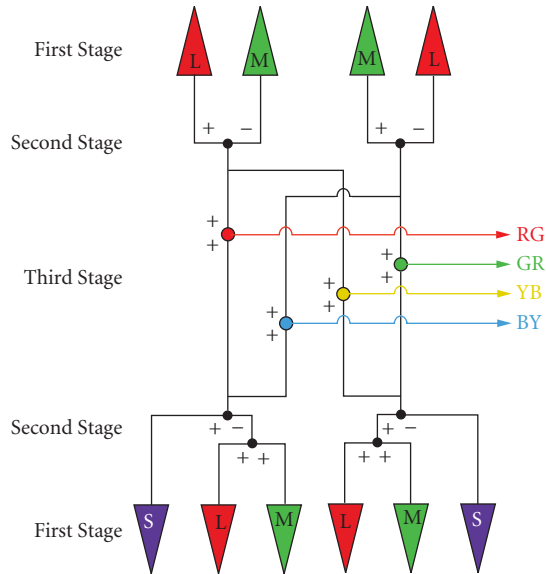 First Stage L M M L
+ − + −
Second Stage
+ +
+ RG
+ + GR
Third Stage + +
+ YB
+ +
+ BY
Second Stage + − + −
+ + + +
First Stage S L M L M S